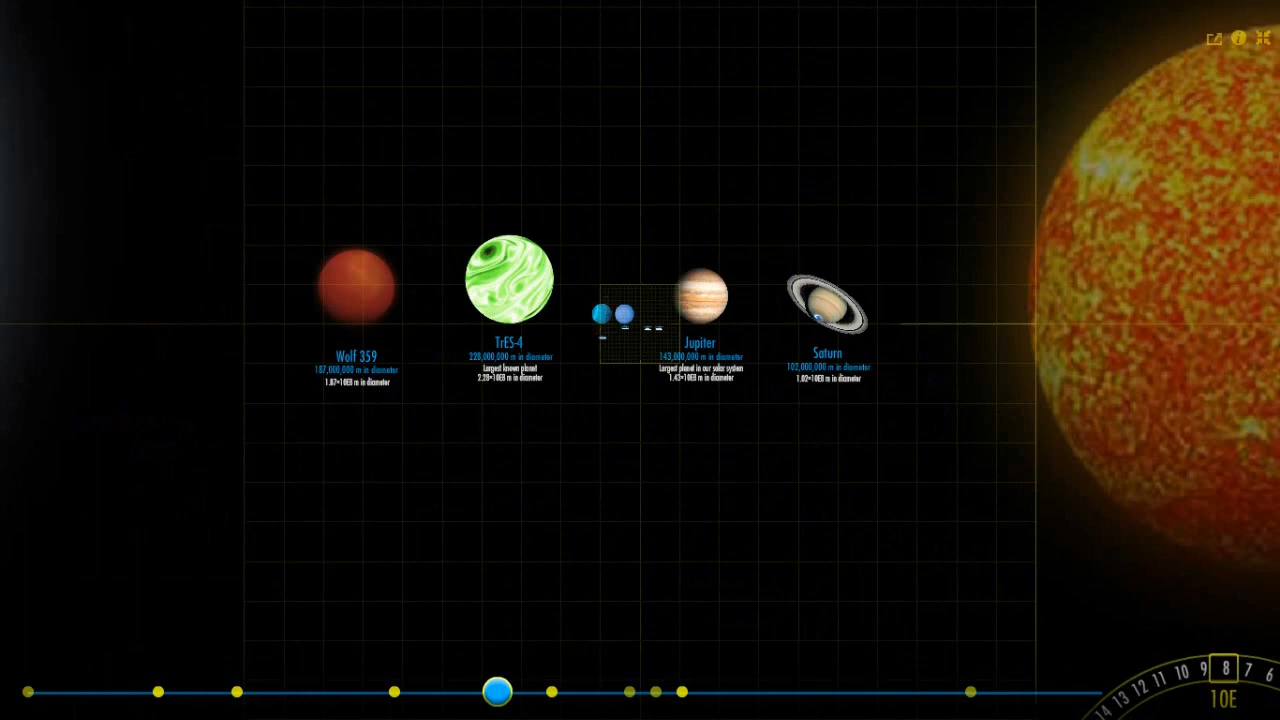 Wolf 359
187,000,000 m in diameter
1.87*10E8 m in diameter
TrES-4
228,000,000 m in diameter
Largest known planet
2.28*10E8 m in diameter
Jupiter
143,000,000 m in diameter
Largest planet in our solar system
1.43*10E8 m in diameter
Saturn
102,000,000 m in diameter
1.02*10E8 m in diameter
14 13 12 11 10 9 8 7 6
10E